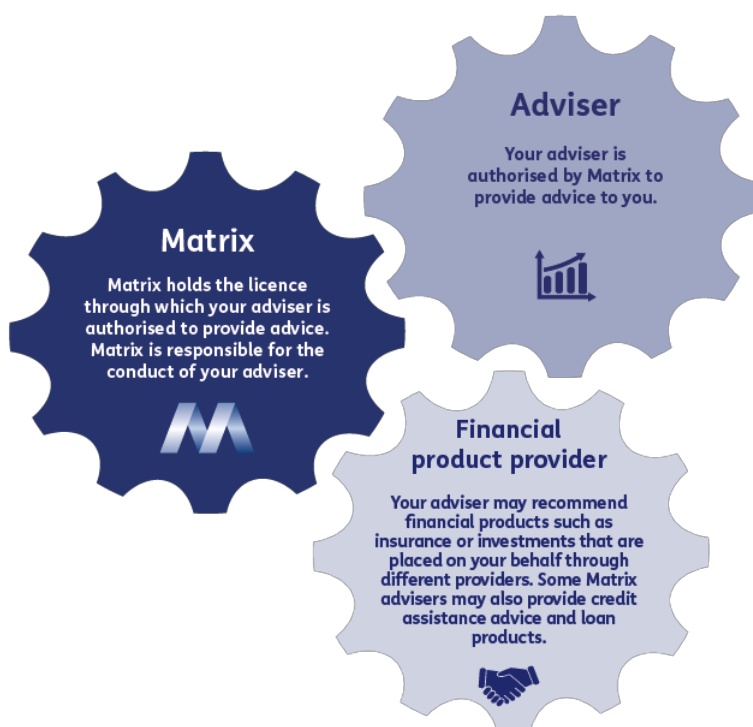 Adviser
Your adviser is
authorised by Matrix to
provide advice to you.
Matrix
Matrix holds the licence
through which your adviser is
authorised to provide advice.
Matrix is responsible for the
conduct of your adviser.
M
Financial
product provider
Your adviser may recommend
financial products such as
insurance or investments that are
placed on your behalf through
different providers. Some Matrix
advisers may also provide credit
assistance advice and loan
products.